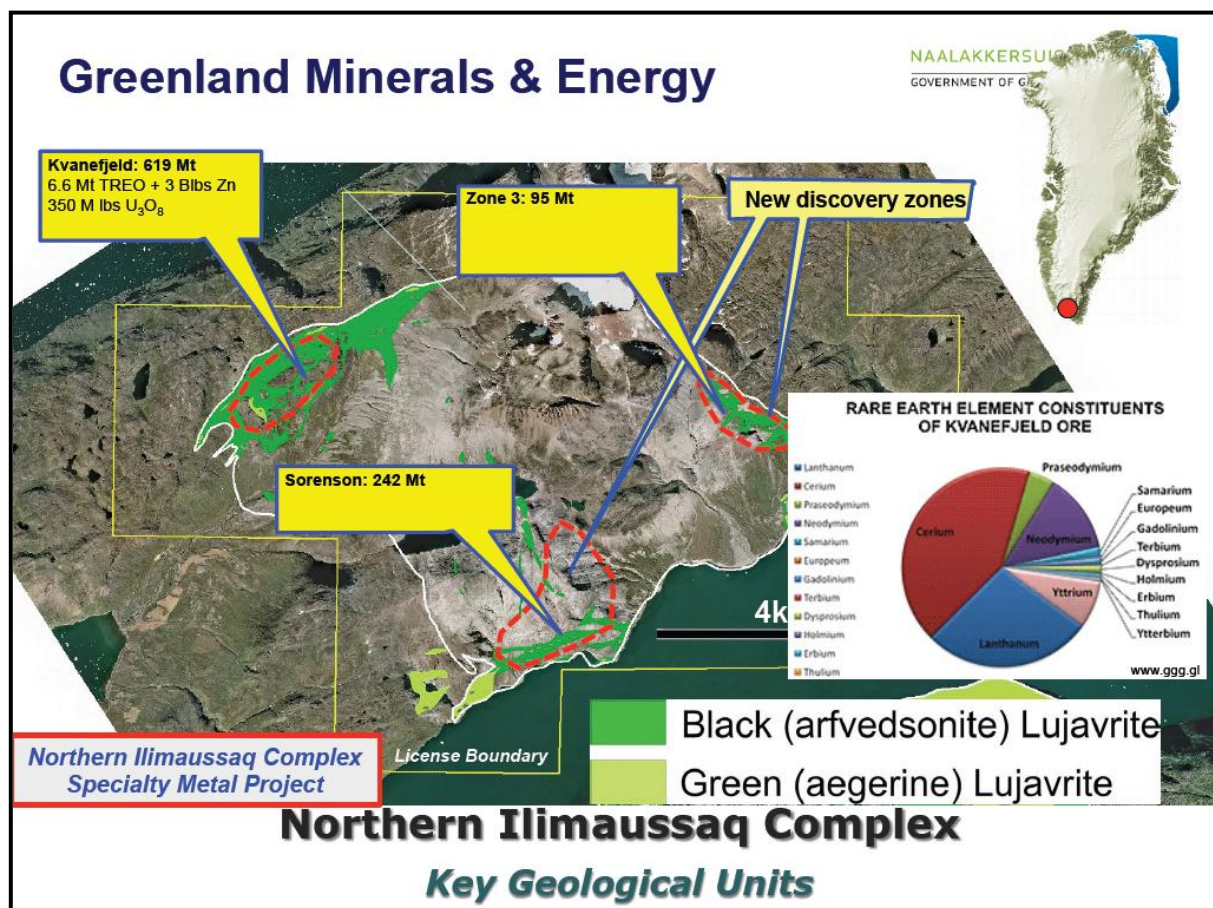 Greenland Minerals & Energy
NAALAKKERSUI
GOVERNMENT OF G
Kvanefjeld: 619 Mt
6.6 Mt TREO + 3 Blbs Zn
350 M lbs U₃O₈
Zone 3: 95 Mt
New discovery zones
Sorenson: 242 Mt
RARE EARTH ELEMENT CONSTITUENTS
OF KVANEFJELD ORE
Lanthanum
Cerium
Praseodymium
Neodymium
Samarium
Europeum
Gadolinium
Terbium
Dysprosium
Holmium
Erbium
Thulium
Praseodymium
Cerium
Neodymium
Yttrium
Lanthanum
Samarium
Europeum
Gadolinium
Terbium
Dysprosium
Holmium
Erbium
Thulium
Ytterbium
www.ggg.gl
4k
Black (arfvedsonite) Lujavrite
Green (aegerine) Lujavrite
License Boundary
Northern Ilimaussaq Complex
Specialty Metal Project
Northern Ilimaussaq Complex
Key Geological Units